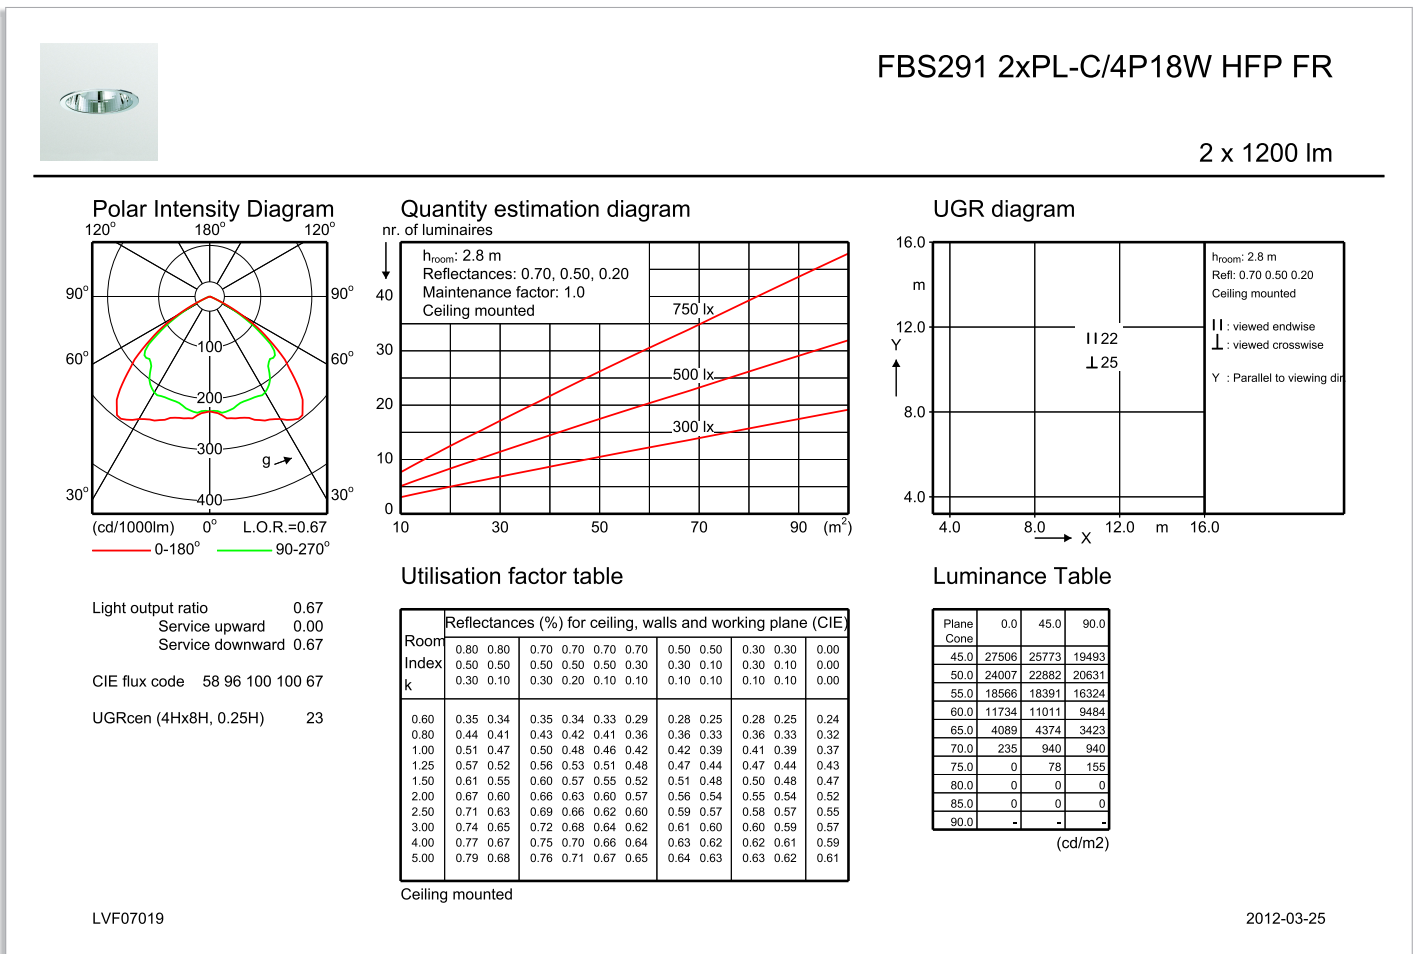 FBS291 2xPL-C/4P18W HFP FR
2 x 1200 lm
Polar Intensity Diagram
120° 180° 120°
90° 90°
60° 60°
30° 30°
100
200
300
400
g
(cd/1000lm) 0° L.O.R.=0.67
0-180° 90-270°
Light output ratio 0.67
Service upward 0.00
Service downward 0.67
CIE flux code 58 96 100 100 67
UGRcen (4Hx8H, 0.25H) 23
Quantity estimation diagram
nr. of luminaires
hroom: 2.8 m
Reflectances: 0.70, 0.50, 0.20
Maintenance factor: 1.0
Ceiling mounted
40
30
20
10
0
750 lx
500 lx
300 lx
10 30 50 70 90 (m²)
UGR diagram
16.0
m
12.0
Y
8.0
4.0
22
25
4.0 8.0 12.0 m 16.0
X
hroom: 2.8 m
Refl: 0.70 0.50 0.20
Ceiling mounted
: viewed endwise
: viewed crosswise
Y : Parallel to viewing dir.
Utilisation factor table
Reflectances (%) for ceiling, walls and working plane (CIE)
Room
Index
k
0.80 0.80 0.70 0.70 0.70 0.70 0.50 0.50 0.30 0.30 0.00
0.50 0.50 0.50 0.50 0.50 0.30 0.30 0.10 0.30 0.10 0.00
0.30 0.10 0.30 0.20 0.10 0.10 0.10 0.10 0.10 0.10 0.00
0.60 0.35 0.34 0.35 0.34 0.33 0.29 0.28 0.25 0.28 0.25 0.24
0.80 0.44 0.41 0.43 0.42 0.41 0.36 0.36 0.33 0.36 0.33 0.32
1.00 0.51 0.47 0.50 0.48 0.46 0.42 0.42 0.39 0.41 0.39 0.37
1.25 0.57 0.52 0.56 0.53 0.51 0.48 0.47 0.44 0.47 0.44 0.43
1.50 0.61 0.55 0.60 0.57 0.55 0.52 0.51 0.48 0.50 0.48 0.47
2.00 0.67 0.60 0.66 0.63 0.60 0.57 0.56 0.54 0.55 0.54 0.52
2.50 0.71 0.63 0.69 0.66 0.62 0.60 0.59 0.57 0.58 0.57 0.55
3.00 0.74 0.65 0.72 0.68 0.64 0.62 0.61 0.60 0.60 0.59 0.57
4.00 0.77 0.67 0.75 0.70 0.66 0.64 0.63 0.62 0.62 0.61 0.59
5.00 0.79 0.68 0.76 0.71 0.67 0.65 0.64 0.63 0.63 0.62 0.61
Ceiling mounted
Luminance Table
Plane 0.0 45.0 90.0
Cone
45.0 27506 25773 19493
50.0 24007 22882 20631
55.0 18566 18391 16324
60.0 11734 11011 9484
65.0 4089 4374 3423
70.0 235 940 940
75.0 0 78 155
80.0 0 0 0
85.0 0 0 0
90.0 - - -
(cd/m2)
LVF07019
2012-03-25